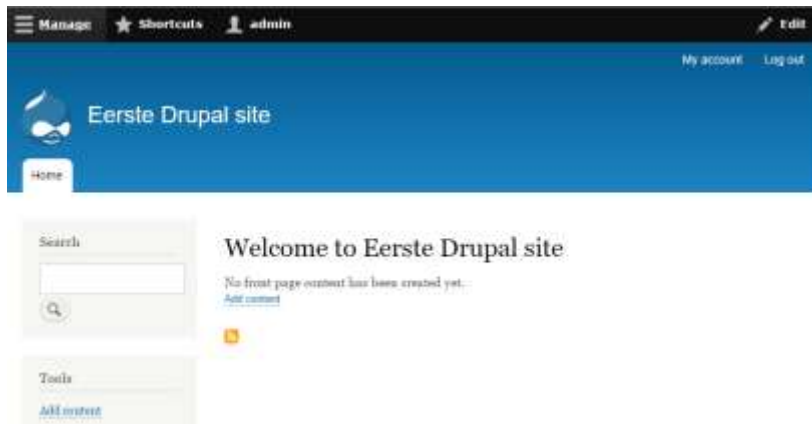 Manage Shortcuts admin Edit
My account Log out
Eerste Drupal site
Home
Search
Welcome to Eerste Drupal site
No front page content has been created yet.
Add content
Tools
Add content